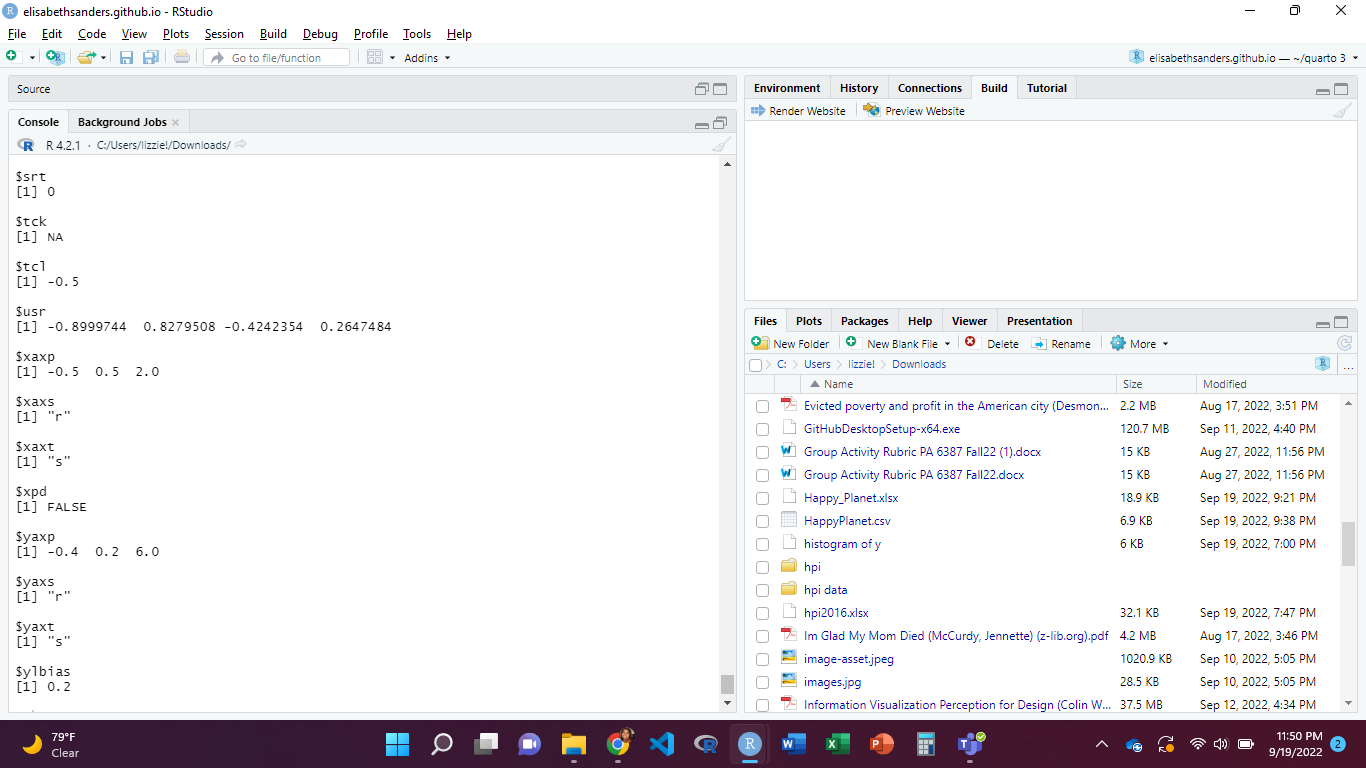 elisabethsanders.github.io - RStudio
File Edit Code View Plots Session Build Debug Profile Tools Help
Go to file/function Addins elisabethsanders.github.io — ~/quarto 3
Source
Console Background Jobs
R 4.2.1 · C:/Users/lizzie!/Downloads/
$srt
[1] 0
$tck
[1] NA
$tcl
[1] -0.5
$usr
[1] -0.8999744  0.8279508 -0.4242354  0.2647484
$xaxp
[1] -0.5  0.5  2.0
$xaxs
[1] "r"
$xaxt
[1] "s"
$xpd
[1] FALSE
$yaxp
[1] -0.4  0.2  6.0
$yaxs
[1] "r"
$yaxt
[1] "s"
$ylbias
[1] 0.2
Environment History Connections Build Tutorial
Render Website Preview Website
Files Plots Packages Help Viewer Presentation
New Folder New Blank File Delete Rename More
C: Users lizzie! Downloads
Name Size Modified
Evicted poverty and profit in the American city (Desmon... 2.2 MB Aug 17, 2022, 3:51 PM
GitHubDesktopSetup-x64.exe 120.7 MB Sep 11, 2022, 4:40 PM
Group Activity Rubric PA 6387 Fall22 (1).docx 15 KB Aug 27, 2022, 11:56 PM
Group Activity Rubric PA 6387 Fall22.docx 15 KB Aug 27, 2022, 11:56 PM
Happy_Planet.xlsx 18.9 KB Sep 19, 2022, 9:21 PM
HappyPlanet.csv 6.9 KB Sep 19, 2022, 9:38 PM
histogram of y 6 KB Sep 19, 2022, 7:00 PM
hpi
hpi data
hpi2016.xlsx 32.1 KB Sep 19, 2022, 7:47 PM
Im Glad My Mom Died (McCurdy, Jennette) (z-lib.org).pdf 4.2 MB Aug 17, 2022, 3:46 PM
image-asset.jpeg 1020.9 KB Sep 10, 2022, 5:05 PM
images.jpg 28.5 KB Sep 10, 2022, 5:05 PM
Information Visualization Perception for Design (Colin W... 37.5 MB Sep 12, 2022, 4:34 PM
79°F
Clear
11:50 PM
9/19/2022
2